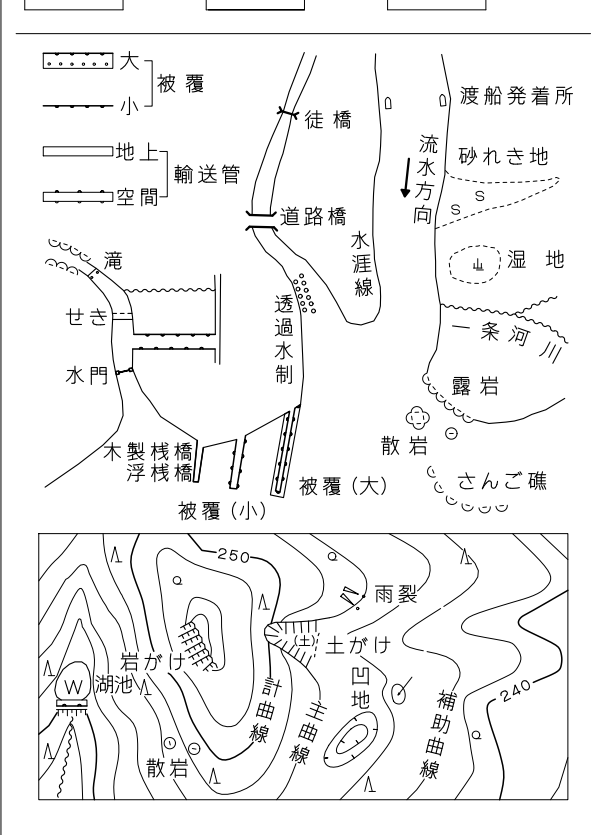 大
小
被覆
地上
空間
輸送管
徒橋
道路橋
渡船発着所
流水方向
砂れき地
S
S
水涯線
湿地
滝
せき
水門
透過水制
一条河川
露岩
散岩
さんご礁
木製桟橋
浮桟橋
被覆(大)
被覆(小)
250
雨裂
土がけ
(土)
岩がけ
W
湖池
計曲線
主曲線
凹地
補助曲線
240
散岩